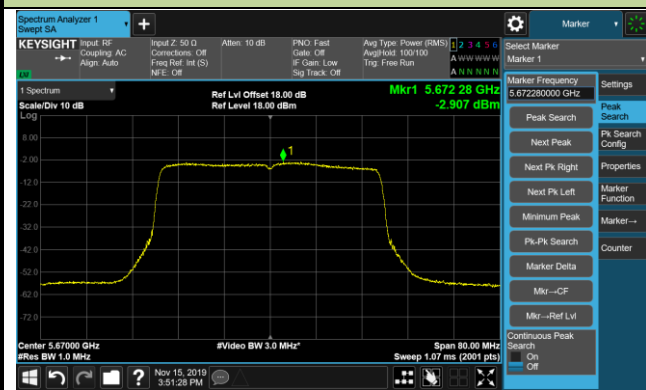 Spectrum Analyzer 1
Swept SA
Marker
KEYSIGHT
Input: RF
Coupling: AC
Align: Auto
Input Z: 50 Ω
Corrections: Off
Freq Ref: Int (S)
NFE: Off
Atten: 10 dB
PNO: Fast
Gate: Off
IF Gain: Low
Sig Track: Off
Avg Type: Power (RMS)
Avg|Hold: 100/100
Trig: Free Run
1 2 3 4 5 6
A W W W W W
A N N N N N
Select Marker
Marker 1
1 Spectrum
Scale/Div 10 dB
Log
Ref Lvl Offset 18.00 dB
Ref Level 18.00 dBm
Mkr1 5.672 28 GHz
-2.907 dBm
1
8.00
-2.00
-12.0
-22.0
-32.0
-42.0
-52.0
-62.0
-72.0
Center 5.67000 GHz
#Res BW 1.0 MHz
#Video BW 3.0 MHz*
Span 80.00 MHz
Sweep 1.07 ms (2001 pts)
Marker Frequency
5.672280000 GHz
Peak Search
Next Peak
Next Pk Right
Next Pk Left
Minimum Peak
Pk-Pk Search
Marker Delta
Mkr→CF
Mkr→Ref Lvl
Continuous Peak
Search
On
Off
Settings
Peak
Search
Pk Search
Config
Properties
Marker
Function
Marker→
Counter
Nov 15, 2019
3:51:28 PM